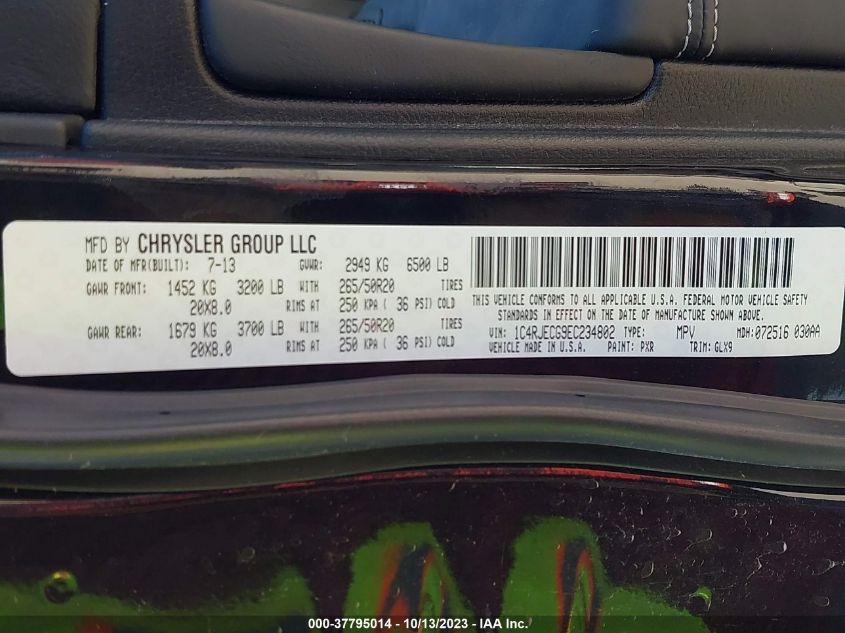 MFD BY CHRYSLER GROUP LLC
DATE OF MFR(BUILT): 7-13 GVWR: 2949 KG 6500 LB
GAWR FRONT: 1452 KG 3200 LB WITH 265/50R20 TIRES
20X8.0 RIMS AT 250 KPA ( 36 PSI) COLD
GAWR REAR: 1679 KG 3700 LB WITH 265/50R20 TIRES
20X8.0 RIMS AT 250 KPA ( 36 PSI) COLD
THIS VEHICLE CONFORMS TO ALL APPLICABLE U.S.A. FEDERAL MOTOR VEHICLE SAFETY
STANDARDS IN EFFECT ON THE DATE OF MANUFACTURE SHOWN ABOVE.
VIN: 1C4RJECG9EC234802 TYPE: MPV MDH:072516 030AA
VEHICLE MADE IN U.S.A. PAINT: PXR TRIM: GLX9
000-37795014 - 10/13/2023 - IAA Inc.